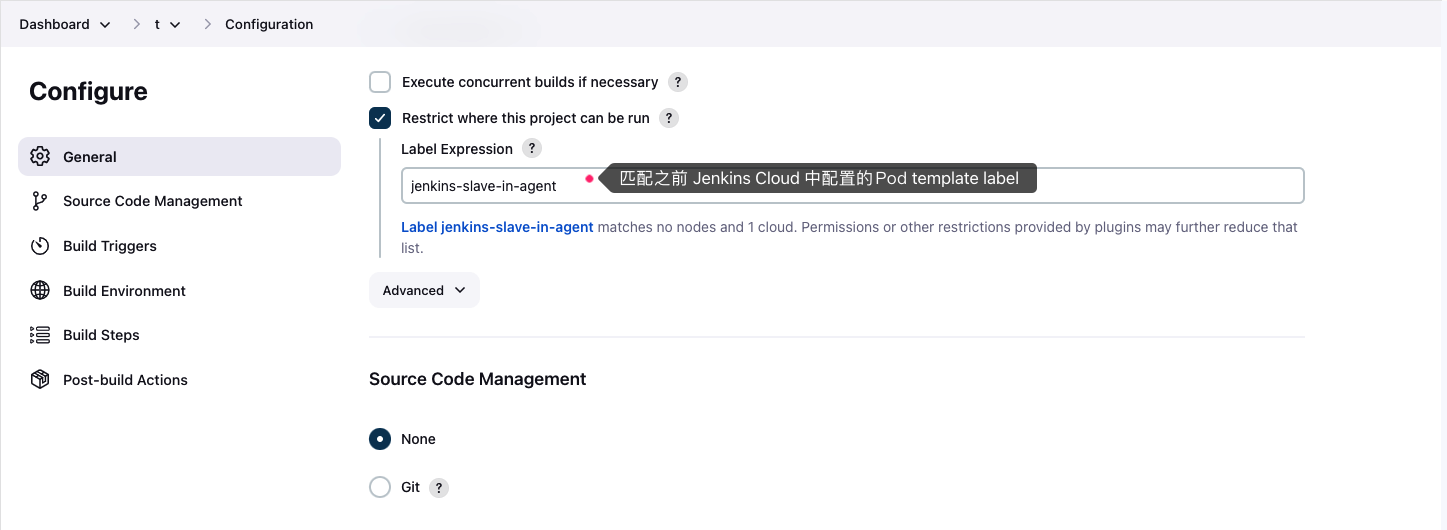 Dashboard t Configuration
Configure
General
Source Code Management
Build Triggers
Build Environment
Build Steps
Post-build Actions
Execute concurrent builds if necessary ?
Restrict where this project can be run ?
Label Expression ?
jenkins-slave-in-agent
匹配之前 Jenkins Cloud 中配置的Pod template label
Label jenkins-slave-in-agent matches no nodes and 1 cloud. Permissions or other restrictions provided by plugins may further reduce that
list.
Advanced
Source Code Management
None
Git ?